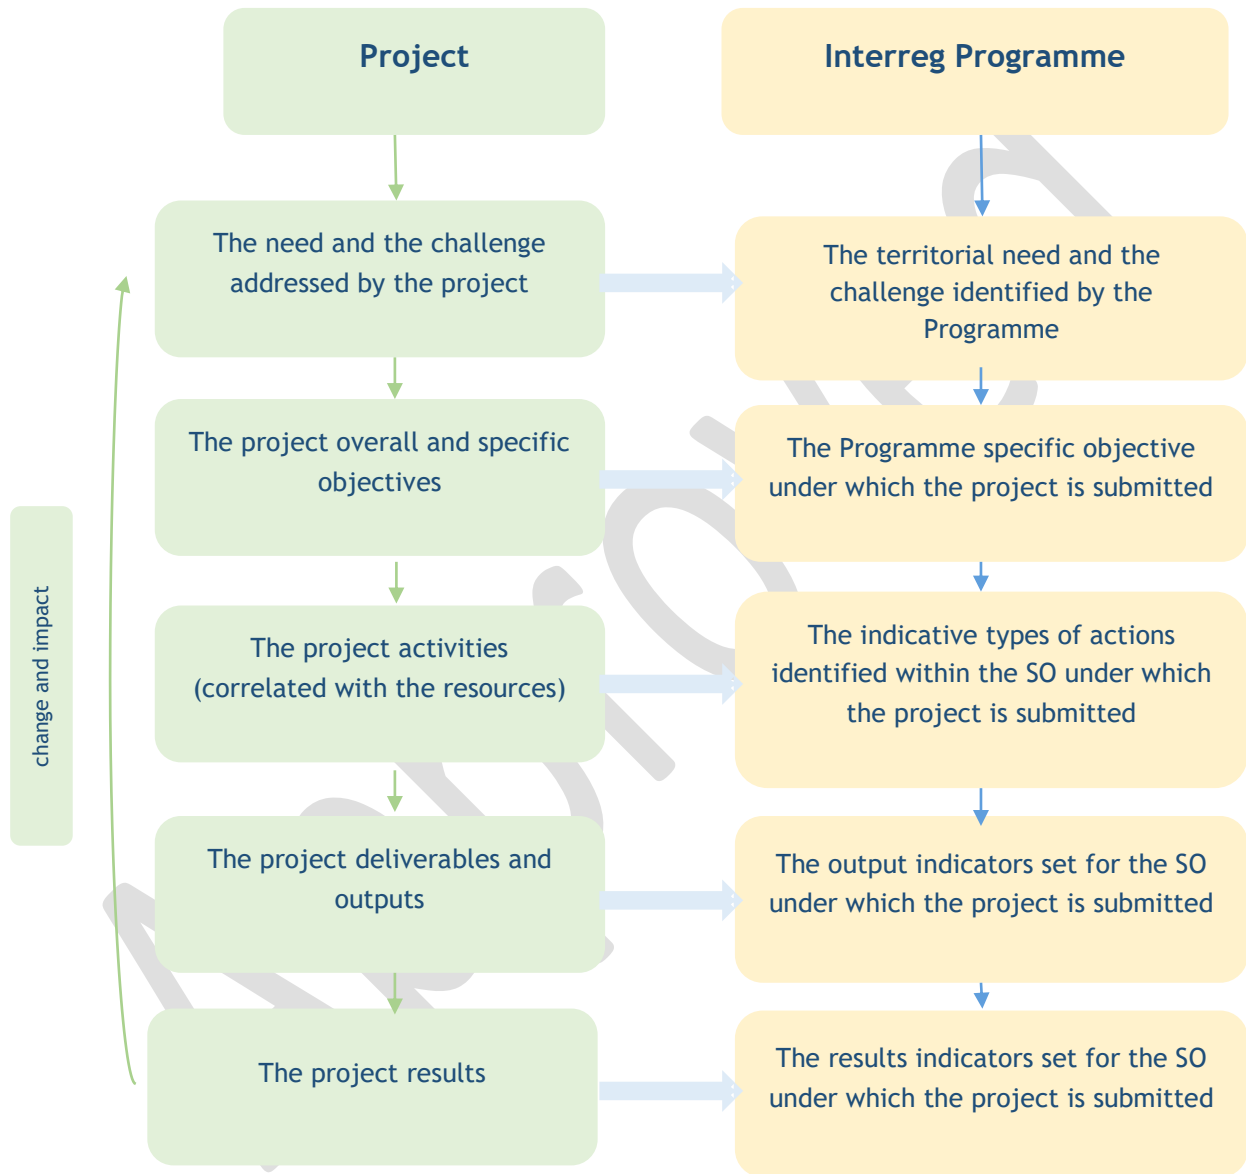 Project
Interreg Programme
The need and the challenge
addressed by the project
The territorial need and the
challenge identified by the
Programme
The project overall and specific
objectives
The Programme specific objective
under which the project is submitted
change and impact
The project activities
(correlated with the resources)
The indicative types of actions
identified within the SO under which
the project is submitted
The project deliverables and
outputs
The output indicators set for the SO
under which the project is submitted
The project results
The results indicators set for the SO
under which the project is submitted